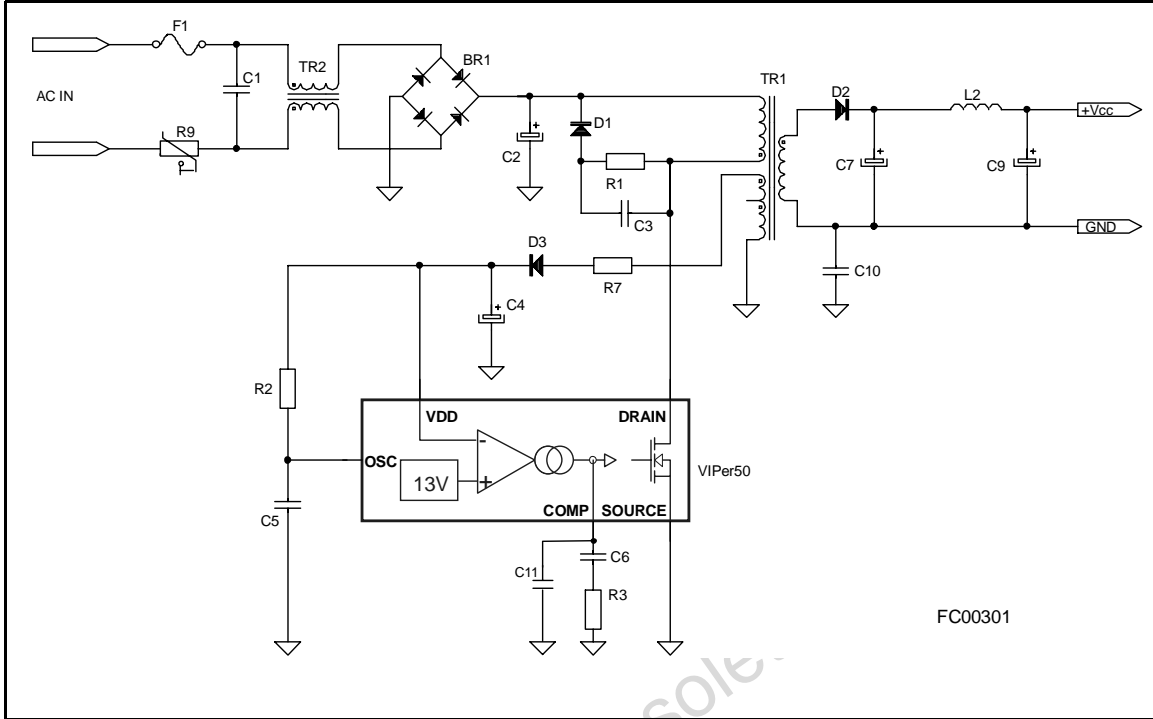 F1
AC IN
C1
TR2
BR1
R9
C2
D1
R1
C3
TR1
D2
L2
+Vcc
C7
C9
GND
C10
D3
R7
C4
R2
VDD
DRAIN
OSC
-
13V
+
VIPer50
COMP SOURCE
C5
C11
C6
R3
FC00301